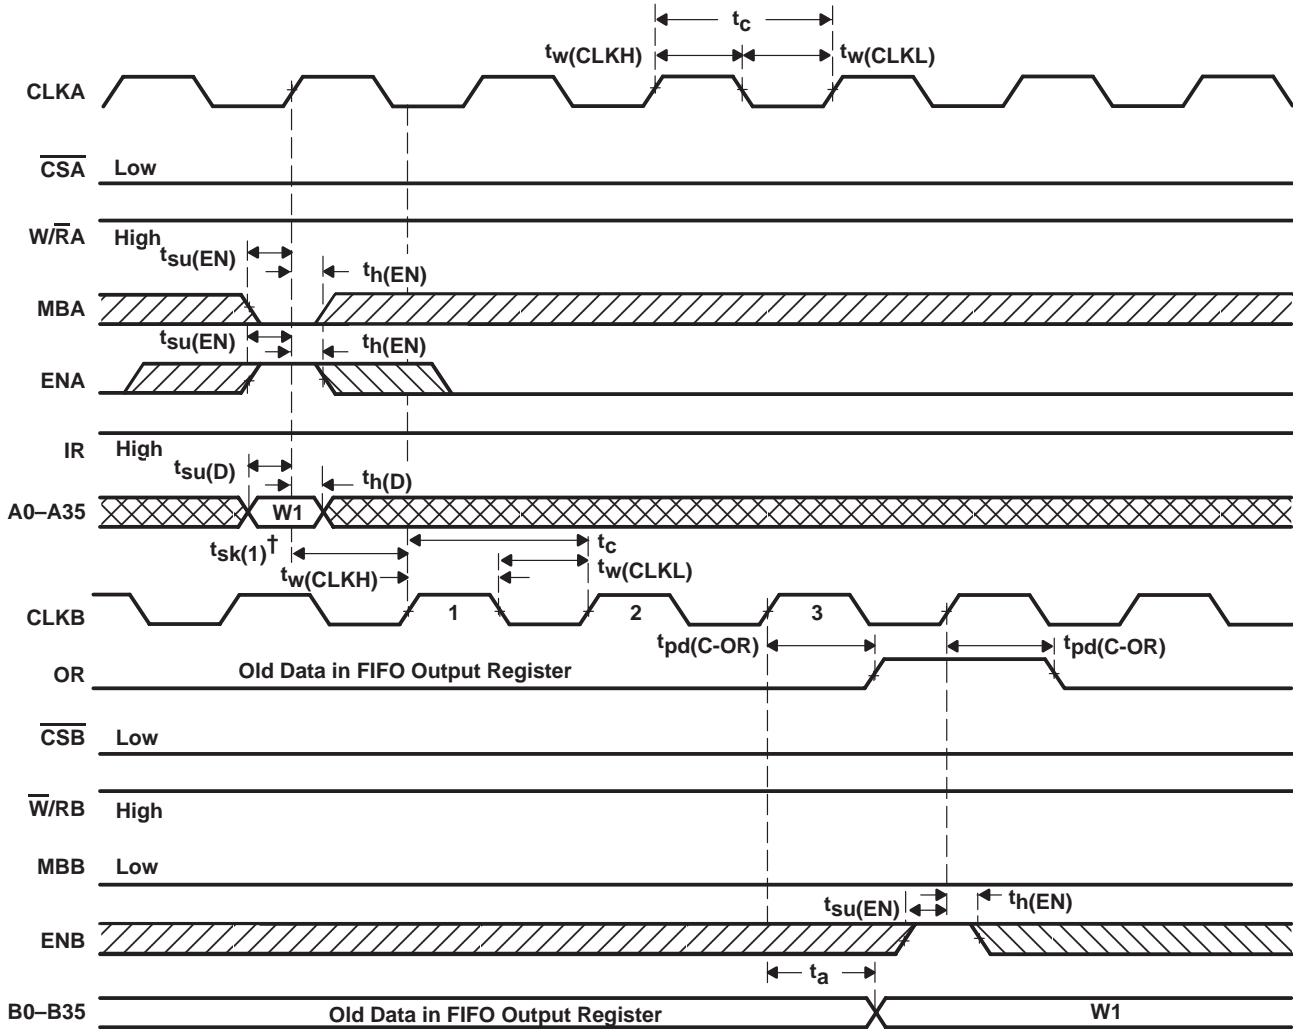 tc
tw(CLKH)
tw(CLKL)
CLKA
CSA Low
W/RA High
tsu(EN)
th(EN)
MBA
tsu(EN)
th(EN)
ENA
IR High
tsu(D)
th(D)
A0–A35 W1
tsk(1)†
tc
tw(CLKH)
tw(CLKL)
CLKB 1 2 3
tpd(C-OR) tpd(C-OR)
OR Old Data in FIFO Output Register
CSB Low
W/RB High
MBB Low
tsu(EN)
th(EN)
ENB
ta
B0–B35 Old Data in FIFO Output Register W1